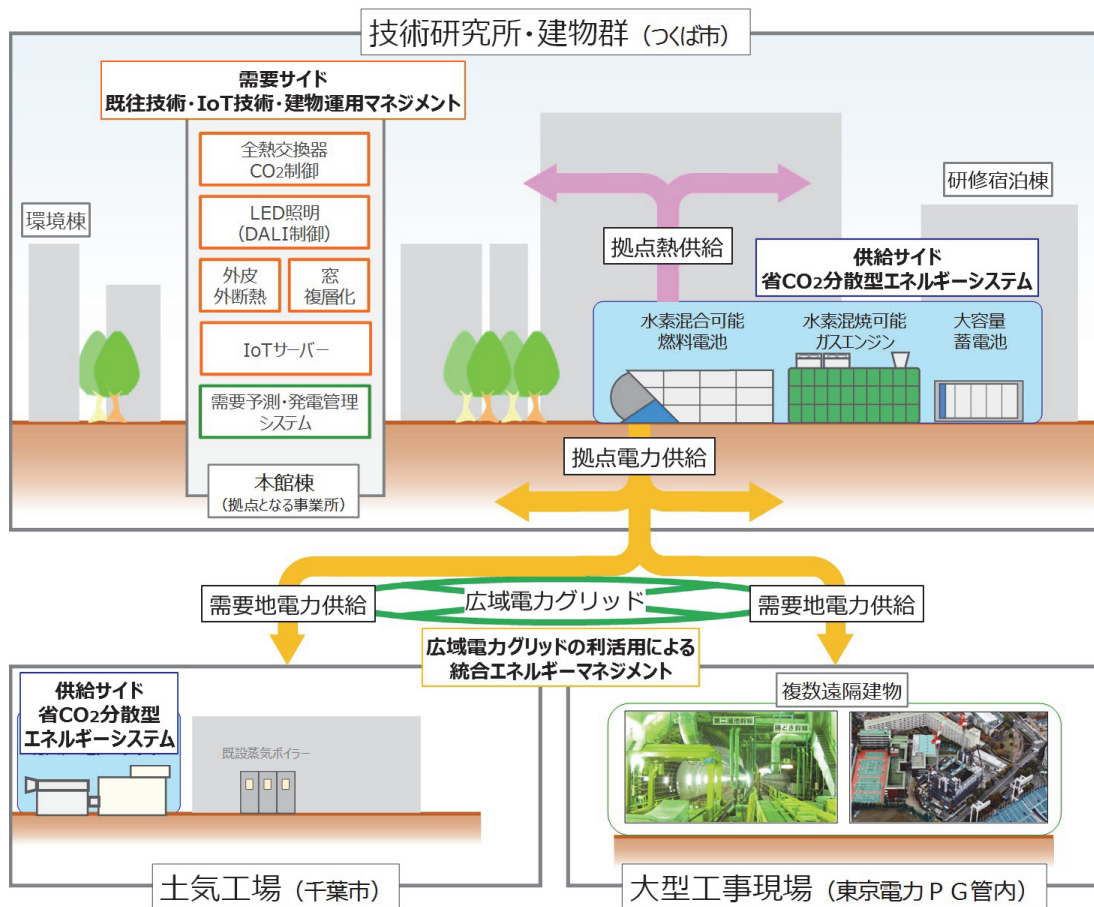 技術研究所・建物群（つくば市）
需要サイド
既往技術・IoT技術・建物運用マネジメント
全熱交換器
CO2制御
LED照明
(DALI制御)
外皮
外断熱
窓
複層化
IoTサーバー
需要予測・発電管理
システム
本館棟
(拠点となる事業所)
環境棟
研修宿泊棟
拠点熱供給
供給サイド
省CO2分散型エネルギーシステム
水素混合可能
燃料電池
水素混焼可能
ガスエンジン
大容量
蓄電池
拠点電力供給
需要地電力供給
広域電力グリッド
需要地電力供給
広域電力グリッドの利活用による
統合エネルギーマネジメント
供給サイド
省CO2分散型
エネルギーシステム
既設蒸気ボイラー
土気工場（千葉市）
複数遠隔建物
大型工事現場（東京電力ＰＧ管内）